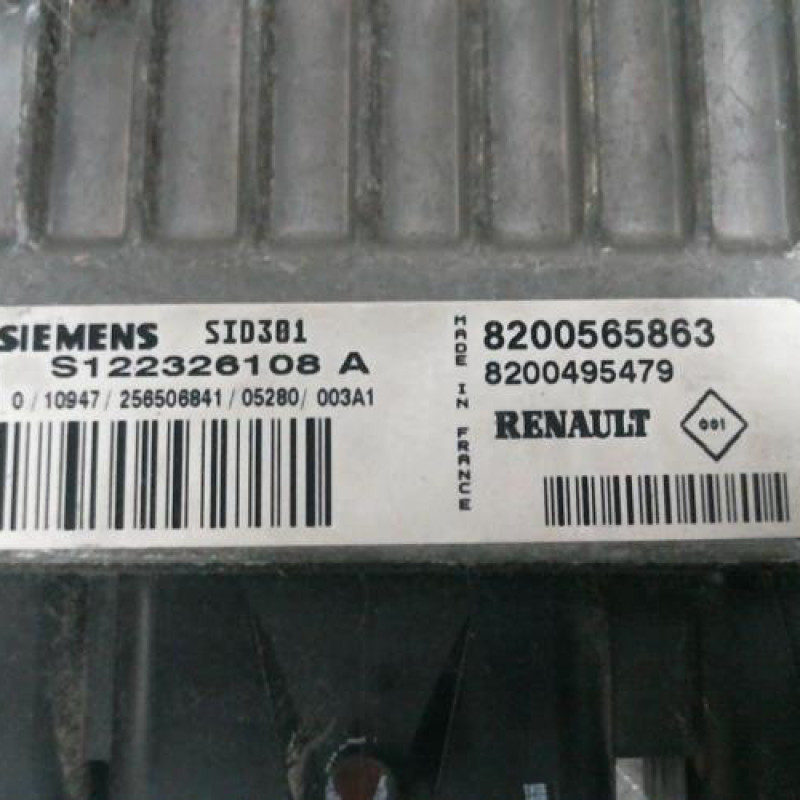 SIEMENS SID301
S122326108 A
0 / 10947 / 256506841 / 05280 / 003A1
MADE IN FRANCE
8200565863
8200495479
RENAULT 001